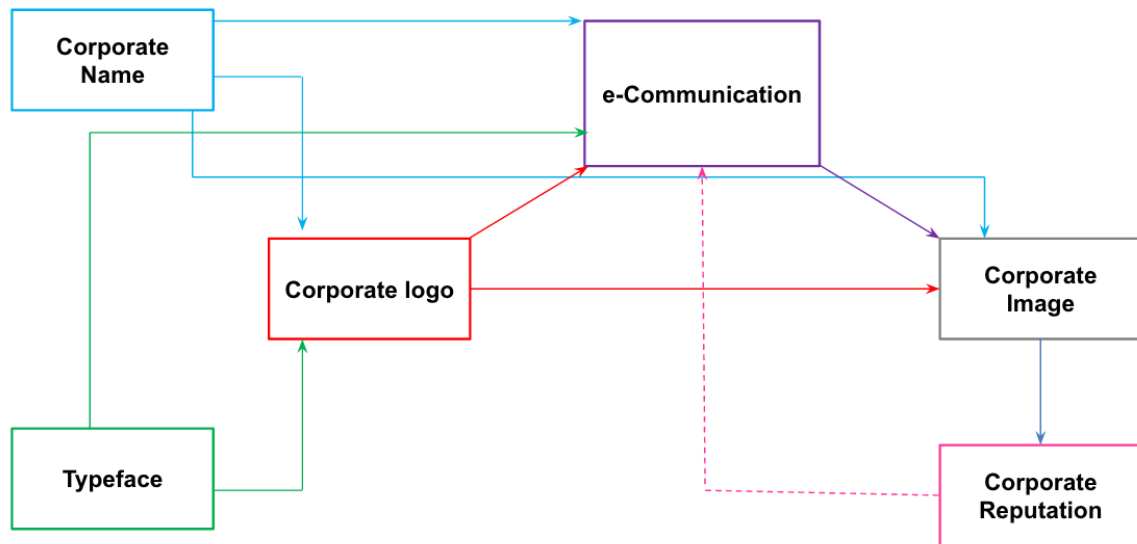 Corporate
Name
e-Communication
Corporate logo
Corporate
Image
Typeface
Corporate
Reputation